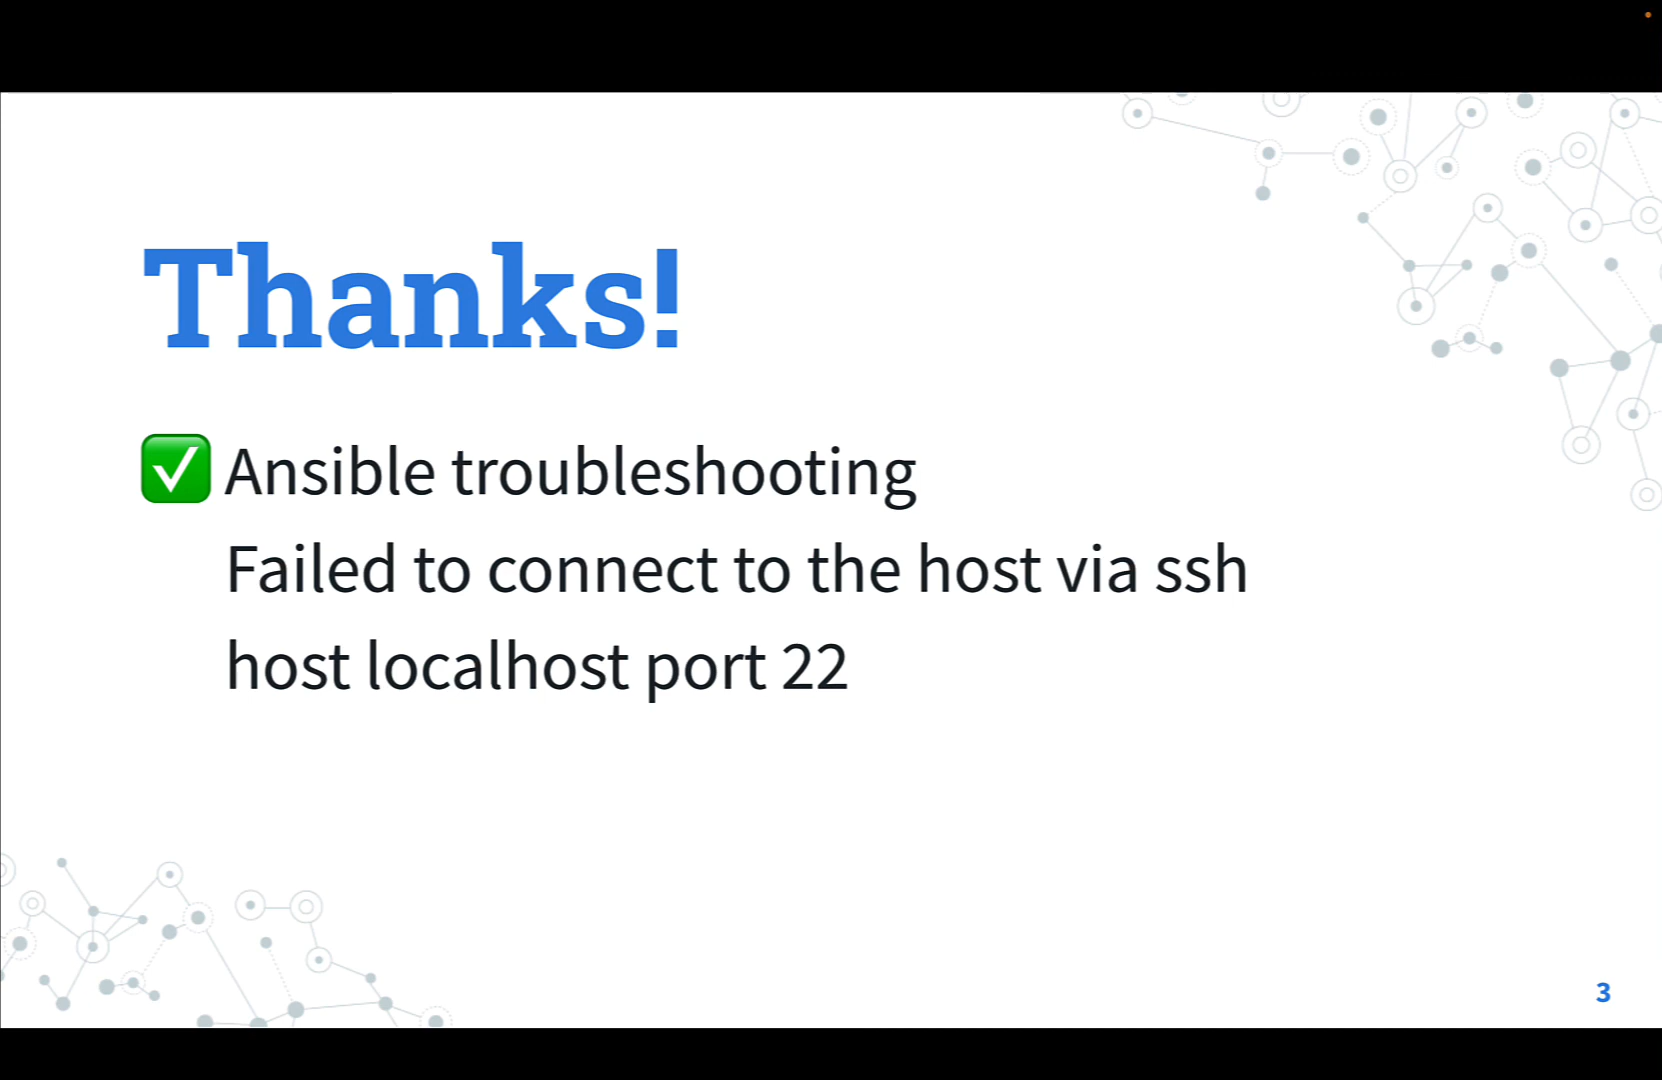 Thanks!
✅ Ansible troubleshooting
Failed to connect to the host via ssh
host localhost port 22
3